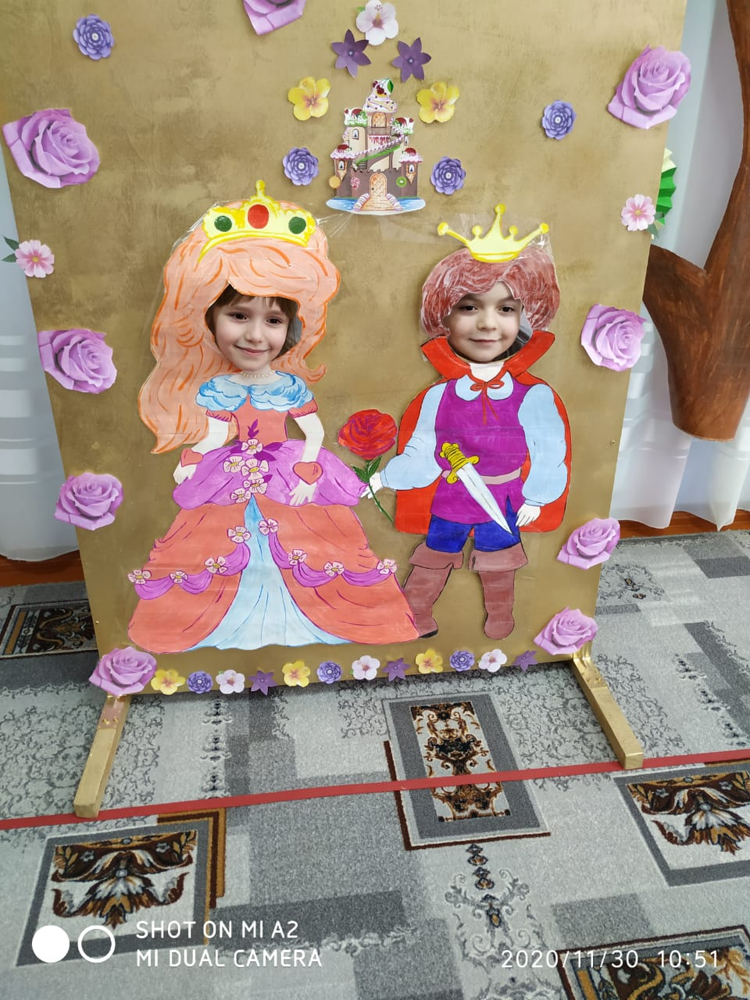 SHOT ON MI A2
MI DUAL CAMERA
2020/11/30 10:51